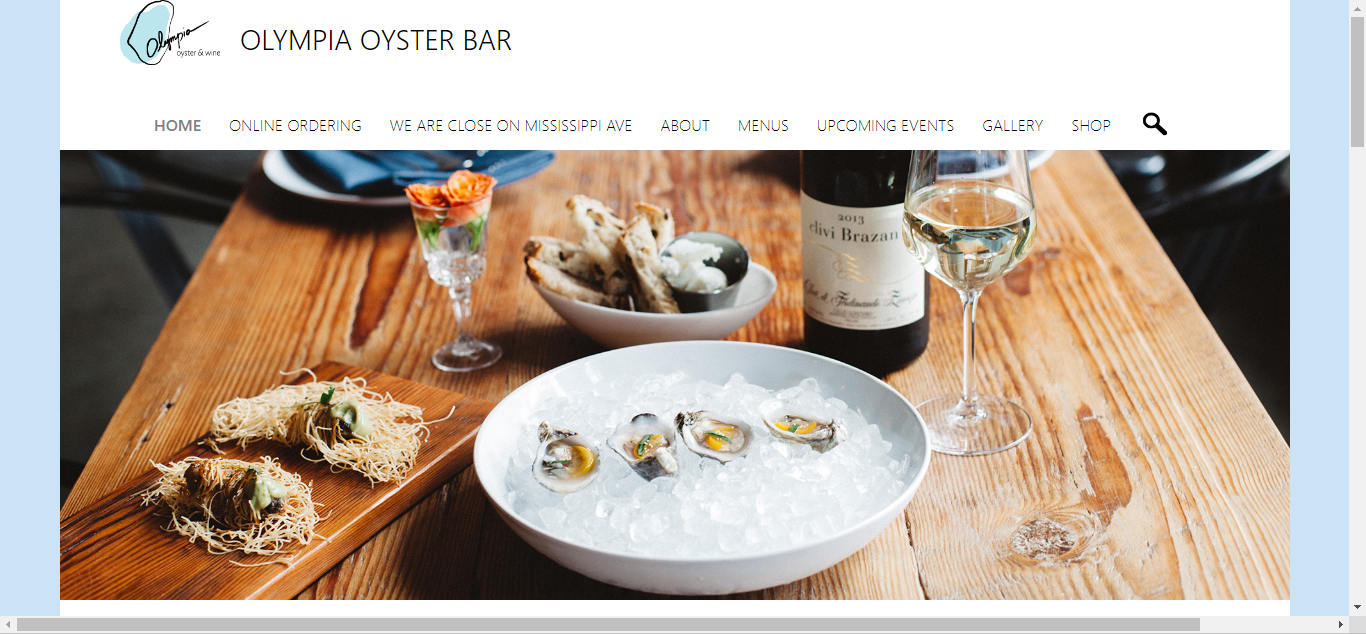 Olympia
oyster & wine
OLYMPIA OYSTER BAR
HOME
ONLINE ORDERING
WE ARE CLOSE ON MISSISSIPPI AVE
ABOUT
MENUS
UPCOMING EVENTS
GALLERY
SHOP
2013
clivi Brazan